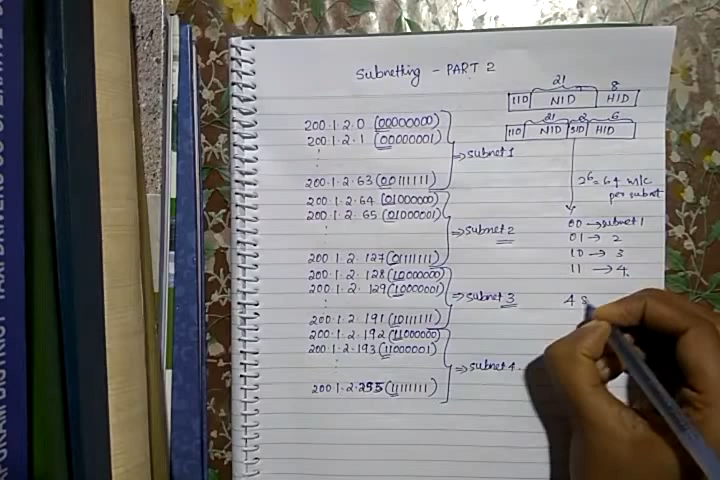 Subnetting - PART 2
21 8
110 NID HID
21 2 6
110 NID SID HID
200.1.2.0 (00000000)
200.1.2.1 (00000001)
⇒ subnet 1
200.1.2.63 (00111111)
200.1.2.64 (01000000)
200.1.2.65 (01000001)
⇒ subnet 2
200.1.2.127 (01111111)
200.1.2.128 (10000000)
200.1.2.129 (10000001)
⇒ subnet 3
200.1.2.191 (10111111)
200.1.2.192 (11000000)
200.1.2.193 (11000001)
⇒ subnet 4.
200.1.2.255 (11111111)
2^6 = 64 m/c
per subnet
00 → subnet 1
01 → 2
10 → 3
11 → 4.
4 s